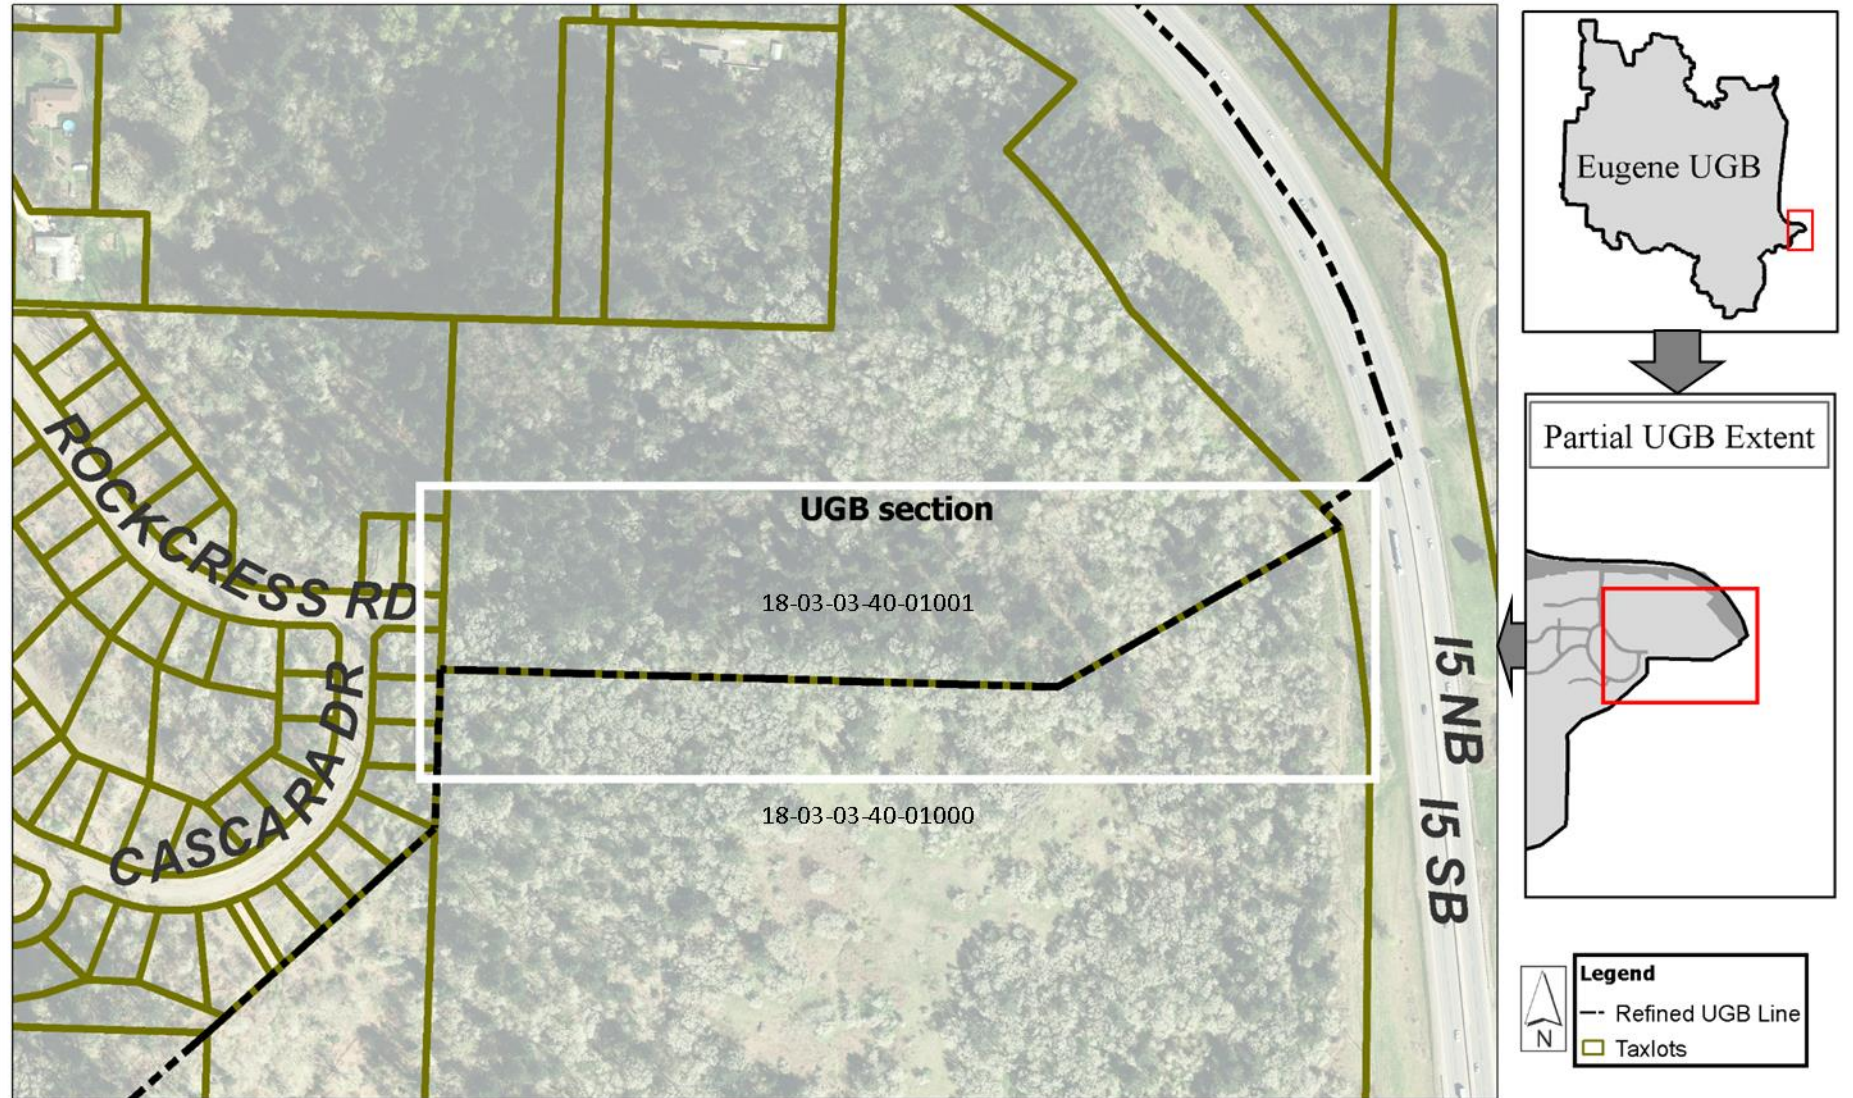 UGB section
18-03-03-40-01001
18-03-03-40-01000
ROCKCRESS RD
CASCARA DR
I5 NB
I5 SB
Eugene UGB
Partial UGB Extent
N
Legend
Refined UGB Line
Taxlots